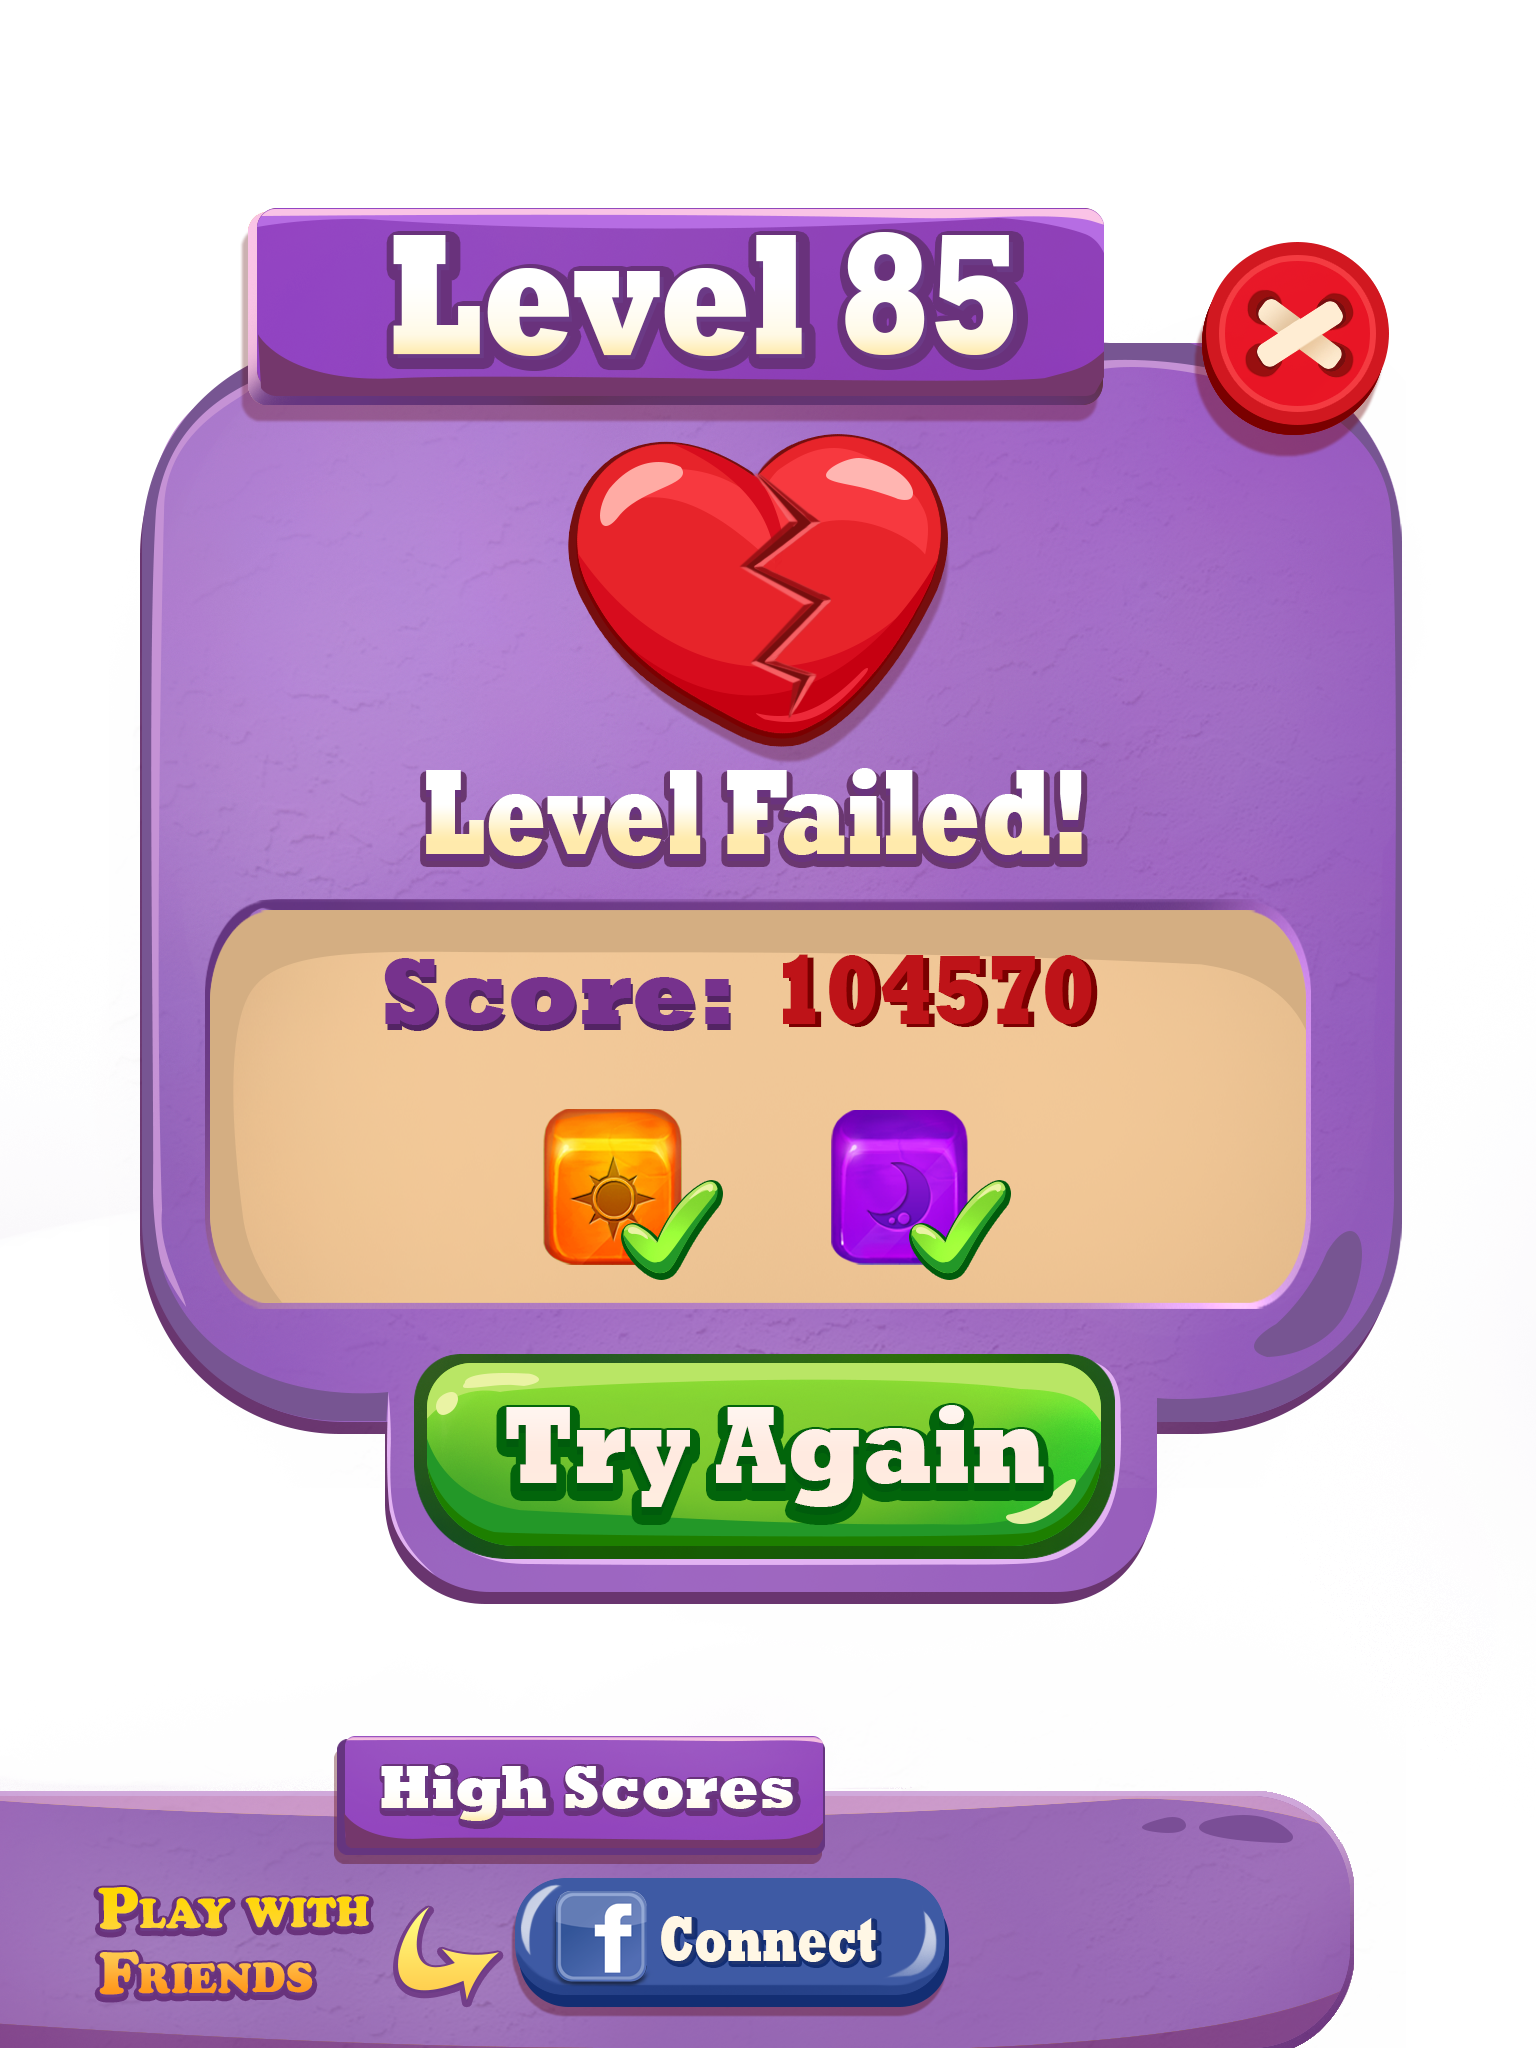 Level 85
Level Failed!
Score: 104570
Try Again
High Scores
Play with
Friends
f Connect